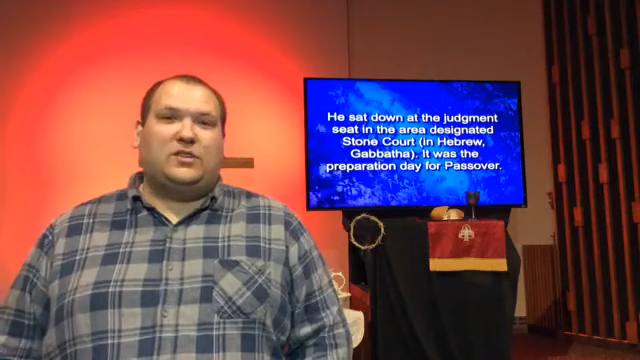 He sat down at the judgment
seat in the area designated
Stone Court (in Hebrew,
Gabbatha). It was the
preparation day for Passover.